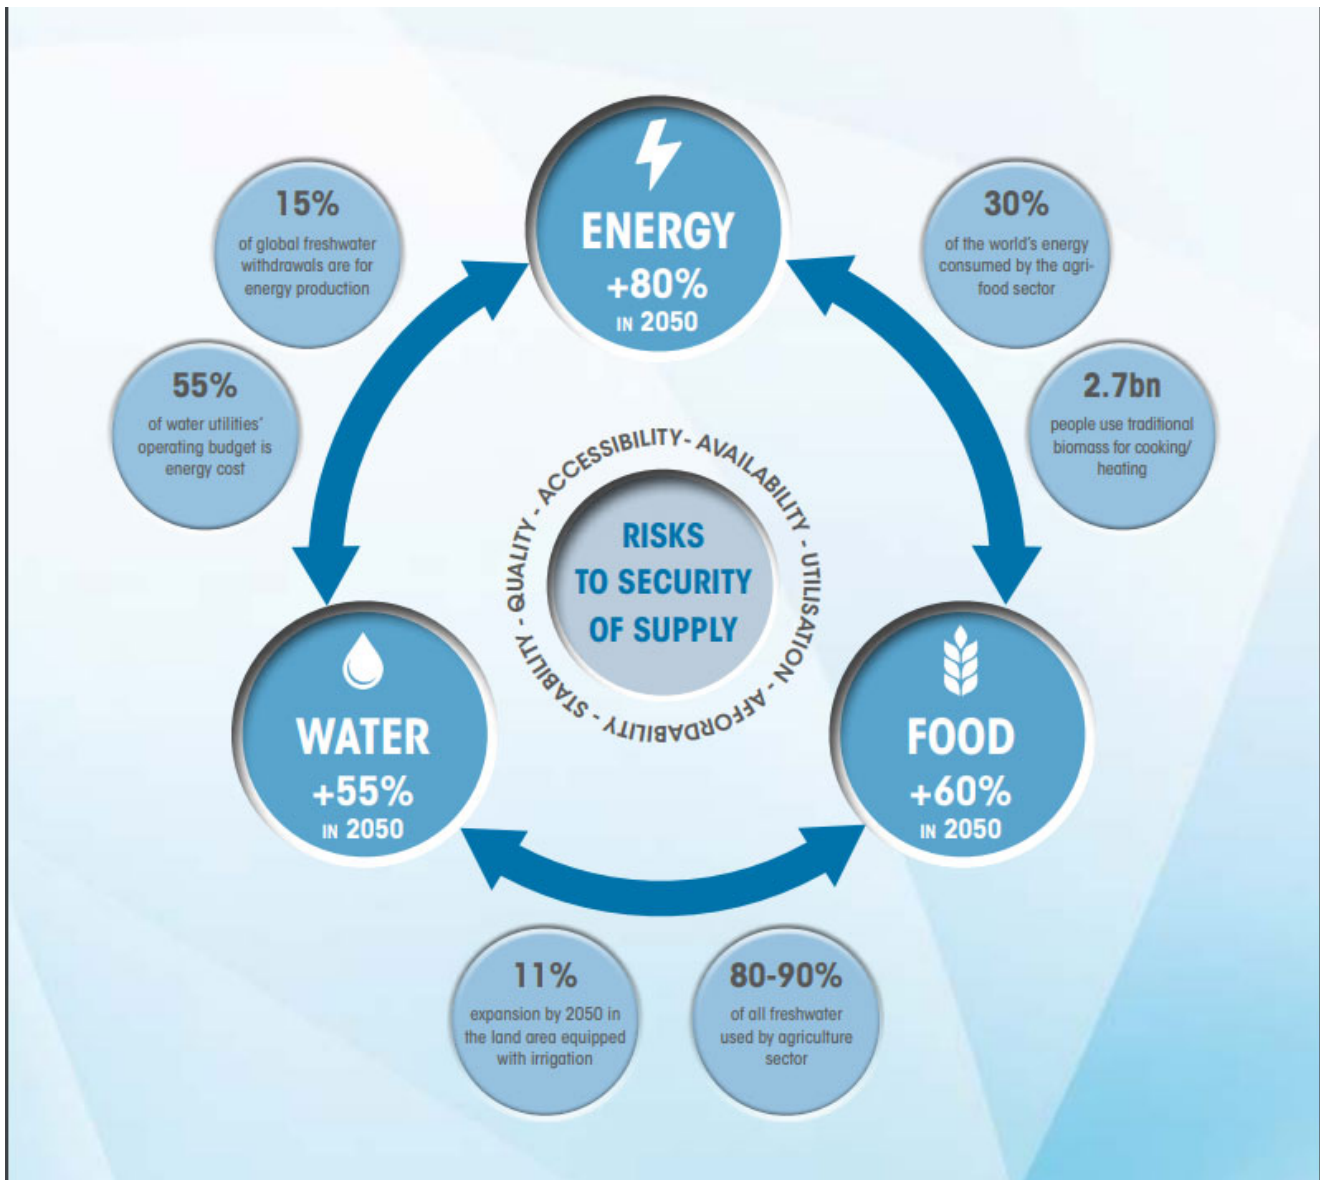 ENERGY
+80%
IN 2050
15%
of global freshwater
withdrawals are for
energy production
30%
of the world's energy
consumed by the agri-
food sector
55%
of water utilities'
operating budget is
energy cost
2.7bn
people use traditional
biomass for cooking/
heating
QUALITY - ACCESSIBILITY - AVAILABILITY - UTILISATION - AFFORDABILITY - STABILITY -
RISKS
TO SECURITY
OF SUPPLY
WATER
+55%
IN 2050
FOOD
+60%
IN 2050
11%
expansion by 2050 in
the land area equipped
with irrigation
80-90%
of all freshwater
used by agriculture
sector